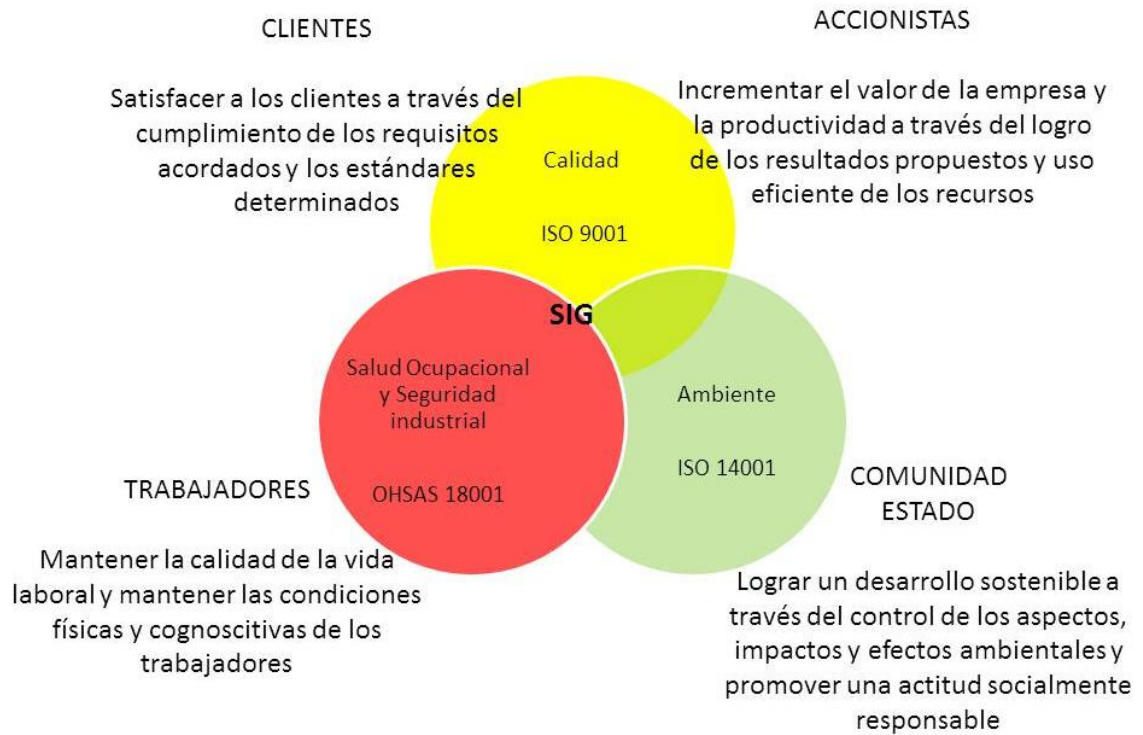 CLIENTES
Satisfacer a los clientes a través del
cumplimiento de los requisitos
acordados y los estándares
determinados
ACCIONISTAS
Incrementar el valor de la empresa y
la productividad a través del logro
de los resultados propuestos y uso
eficiente de los recursos
Calidad
ISO 9001
SIG
Salud Ocupacional
y Seguridad
industrial
OHSAS 18001
Ambiente
ISO 14001
TRABAJADORES
Mantener la calidad de la vida
laboral y mantener las condiciones
físicas y cognoscitivas de los
trabajadores
COMUNIDAD
ESTADO
Lograr un desarrollo sostenible a
través del control de los aspectos,
impactos y efectos ambientales y
promover una actitud socialmente
responsable